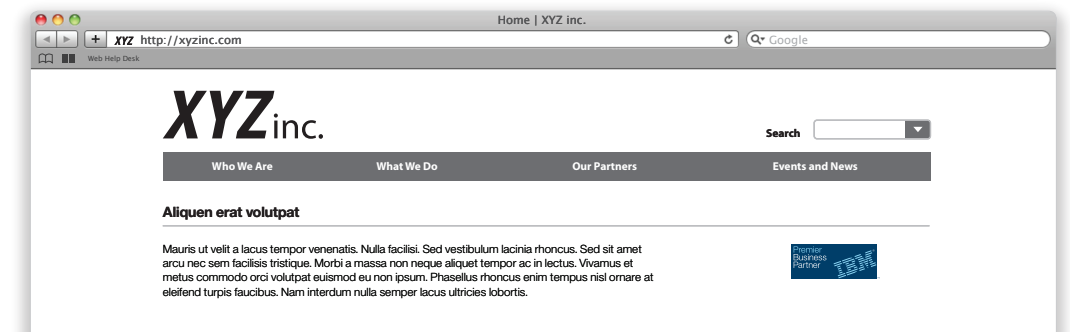 Home | XYZ inc.
XYZ http://xyzinc.com
Google
Web Help Desk
XYZ inc.
Search
Who We Are What We Do Our Partners Events and News
Aliquen erat volutpat
Mauris ut velit a lacus tempor venenatis. Nulla facilisi. Sed vestibulum lacinia rhoncus. Sed sit amet
arcu nec sem facilisis tristique. Morbi a massa non neque aliquet tempor ac in lectus. Vivamus et
metus commodo orci volutpat euismod eu non ipsum. Phasellus rhoncus enim tempus nisl ornare at
eleifend turpis faucibus. Nam interdum nulla semper lacus ultricies lobortis.
Premier
Business
Partner
IBM